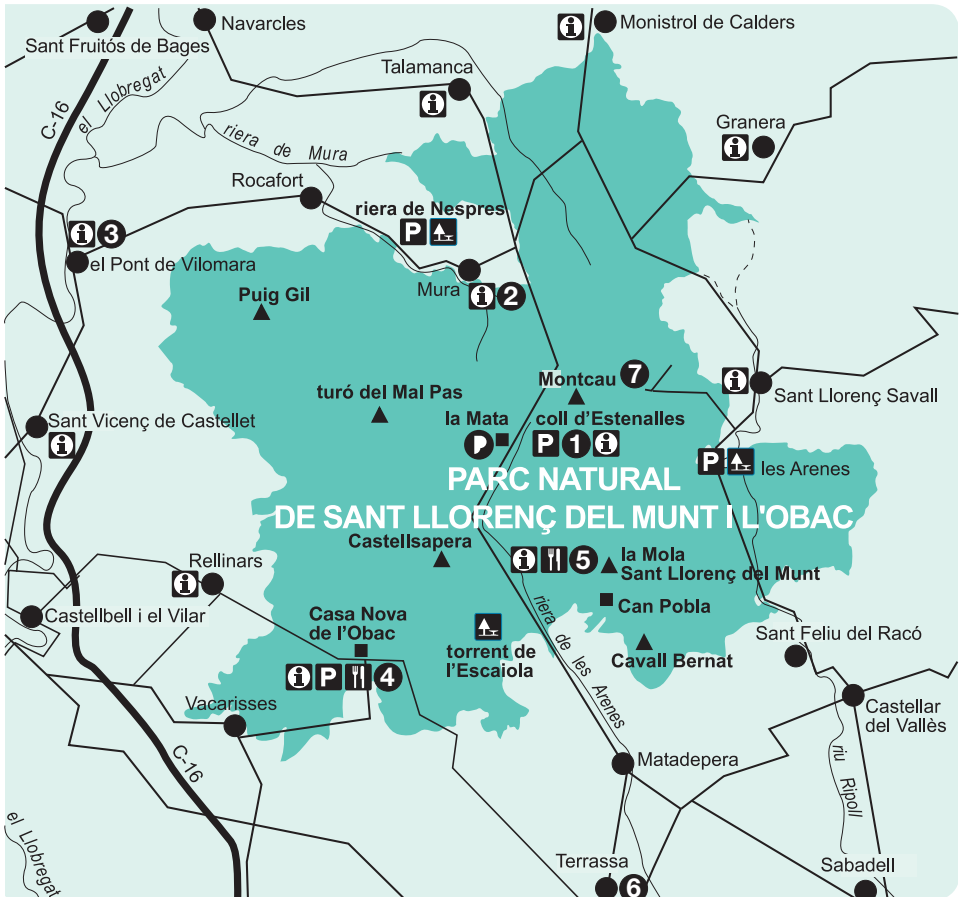 Navarcles
Monistrol de Calders
Sant Fruitós de Bages
i
Talamanca
el Llobregat
C-16
i
Granera
i
riera de Mura
Rocafort
riera de Nespres
P
i 3
el Pont de Vilomara
Mura
i 2
Puig Gil
Montcau 7
i
Sant Llorenç Savall
turó del Mal Pas
la Mata
coll d'Estenalles
Sant Vicenç de Castellet
i
P
P 1 i
P
les Arenes
PARC NATURAL
DE SANT LLORENÇ DEL MUNT I L'OBAC
Castellsapera
i 5
la Mola
Sant Llorenç del Munt
Rellinars
i
Can Pobla
Castellbell i el Vilar
Casa Nova
de l'Obac
riera de les Arenes
torrent de
l'Escaiola
Cavall Bernat
Sant Feliu del Racó
i P 4
Vacarisses
Castellar
del Vallès
C-16
Matadepera
riu Ripoll
el Llobregat
Terrassa
6
Sabadell